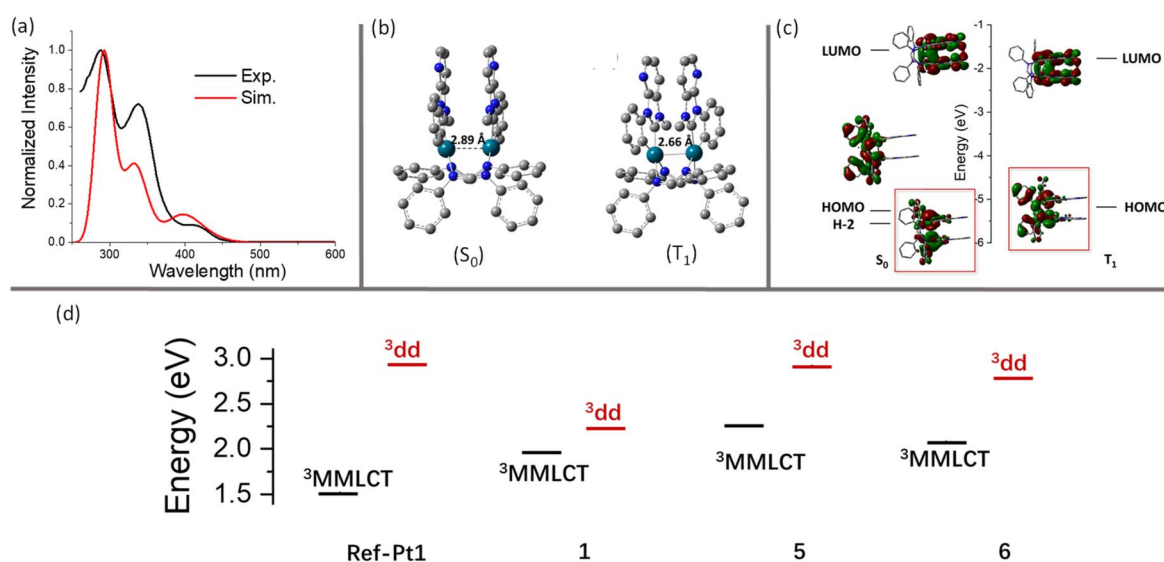 (a)
Normalized Intensity
1.0
0.8
0.6
0.4
0.2
0.0
Exp.
Sim.
300 400 500 600
Wavelength (nm)
(b)
2.89 Å
(S₀)
2.66 Å
(T₁)
(c)
LUMO
HOMO
H-2
S₀
Energy (eV)
-1
-2
-3
-4
-5
-6
LUMO
HOMO
T₁
(d)
Energy (eV)
3.0
2.5
2.0
1.5
³dd
³MMLCT
³dd
³MMLCT
³dd
³MMLCT
³dd
³MMLCT
Ref-Pt1 1 5 6